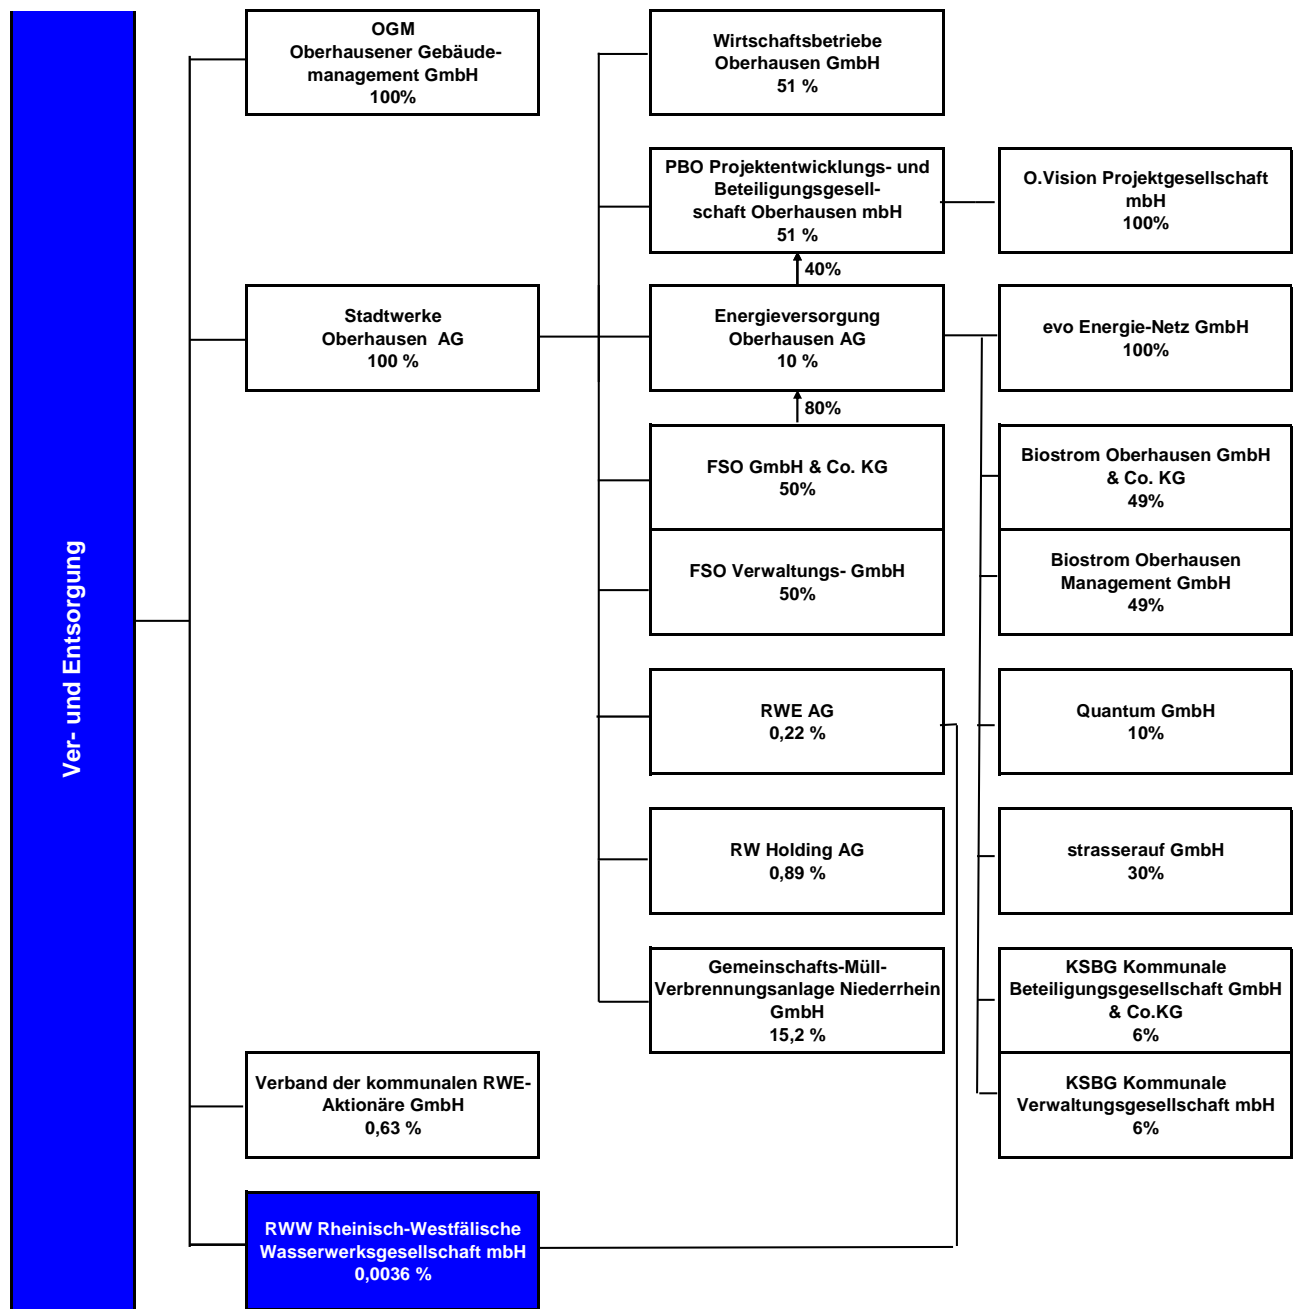 Ver- und Entsorgung
OGM
Oberhausener Gebäude-
management GmbH
100%
Stadtwerke
Oberhausen AG
100 %
Verband der kommunalen RWE-
Aktionäre GmbH
0,63 %
RWW Rheinisch-Westfälische
Wasserwerksgesellschaft mbH
0,0036 %
Wirtschaftsbetriebe
Oberhausen GmbH
51 %
PBO Projektentwicklungs- und
Beteiligungsgesell-
schaft Oberhausen mbH
51 %
40%
Energieversorgung
Oberhausen AG
10 %
80%
FSO GmbH & Co. KG
50%
FSO Verwaltungs- GmbH
50%
RWE AG
0,22 %
RW Holding AG
0,89 %
Gemeinschafts-Müll-
Verbrennungsanlage Niederrhein
GmbH
15,2 %
O.Vision Projektgesellschaft
mbH
100%
evo Energie-Netz GmbH
100%
Biostrom Oberhausen GmbH
& Co. KG
49%
Biostrom Oberhausen
Management GmbH
49%
Quantum GmbH
10%
strasserauf GmbH
30%
KSBG Kommunale
Beteiligungsgesellschaft GmbH
& Co.KG
6%
KSBG Kommunale
Verwaltungsgesellschaft mbH
6%